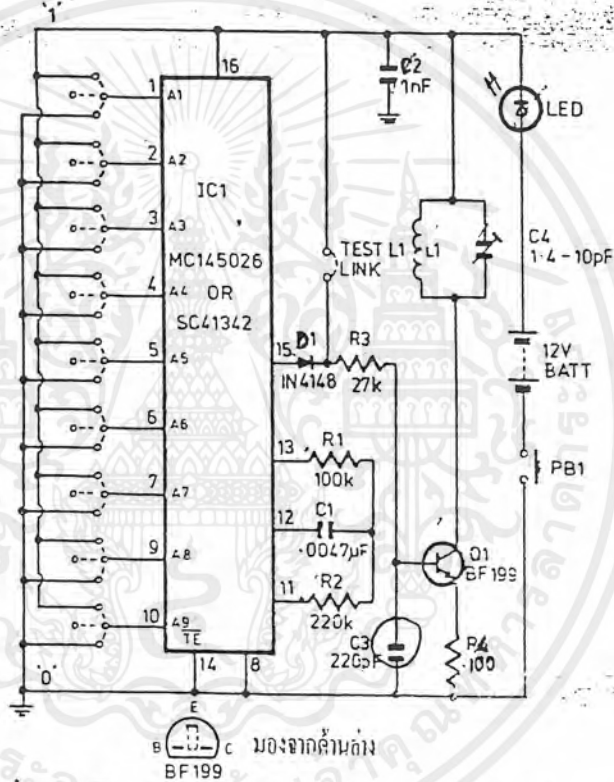 '1'
16
C2
1nF
LED
1 A1
2 A2
3 A3
4 A4
5 A5
6 A6
7 A7
9 A8
10 A9
TE
14 8
IC1
MC145026
OR
SC41342
TEST
LINK
L1 L1
C4
1·4-10pF
15
D1
IN4148
R3
27k
12V
BATT
13
R1
100k
12
C1
·0047µF
11
R2
220k
PB1
Q1
BF199
C3
220pF
R4
100
'0'
E
B C
BF199
มองจากด้านล่าง